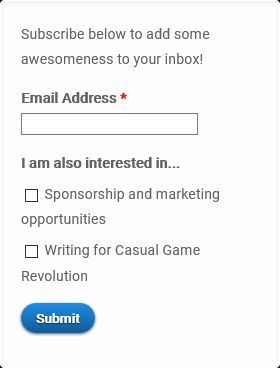 Subscribe below to add some
awesomeness to your inbox!
Email Address *
I am also interested in...
Sponsorship and marketing
opportunities
Writing for Casual Game
Revolution
Submit